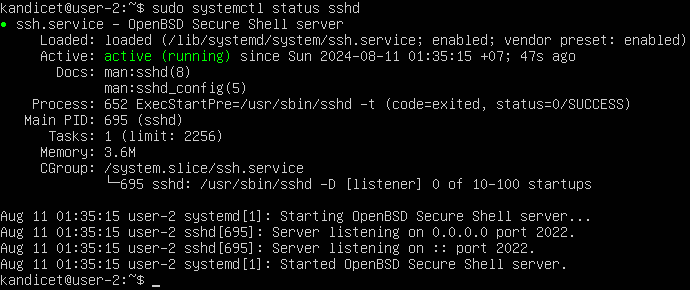 kandicet@user-2:~$ sudo systemctl status sshd
● ssh.service - OpenBSD Secure Shell server
Loaded: loaded (/lib/systemd/system/ssh.service; enabled; vendor preset: enabled)
Active: active (running) since Sun 2024-08-11 01:35:15 +07; 47s ago
Docs: man:sshd(8)
man:sshd_config(5)
Process: 652 ExecStartPre=/usr/sbin/sshd -t (code=exited, status=0/SUCCESS)
Main PID: 695 (sshd)
Tasks: 1 (limit: 2256)
Memory: 3.6M
CGroup: /system.slice/ssh.service
└─695 sshd: /usr/sbin/sshd -D [listener] 0 of 10-100 startups
Aug 11 01:35:15 user-2 systemd[1]: Starting OpenBSD Secure Shell server...
Aug 11 01:35:15 user-2 sshd[695]: Server listening on 0.0.0.0 port 2022.
Aug 11 01:35:15 user-2 sshd[695]: Server listening on :: port 2022.
Aug 11 01:35:15 user-2 systemd[1]: Started OpenBSD Secure Shell server.
kandicet@user-2:~$ _